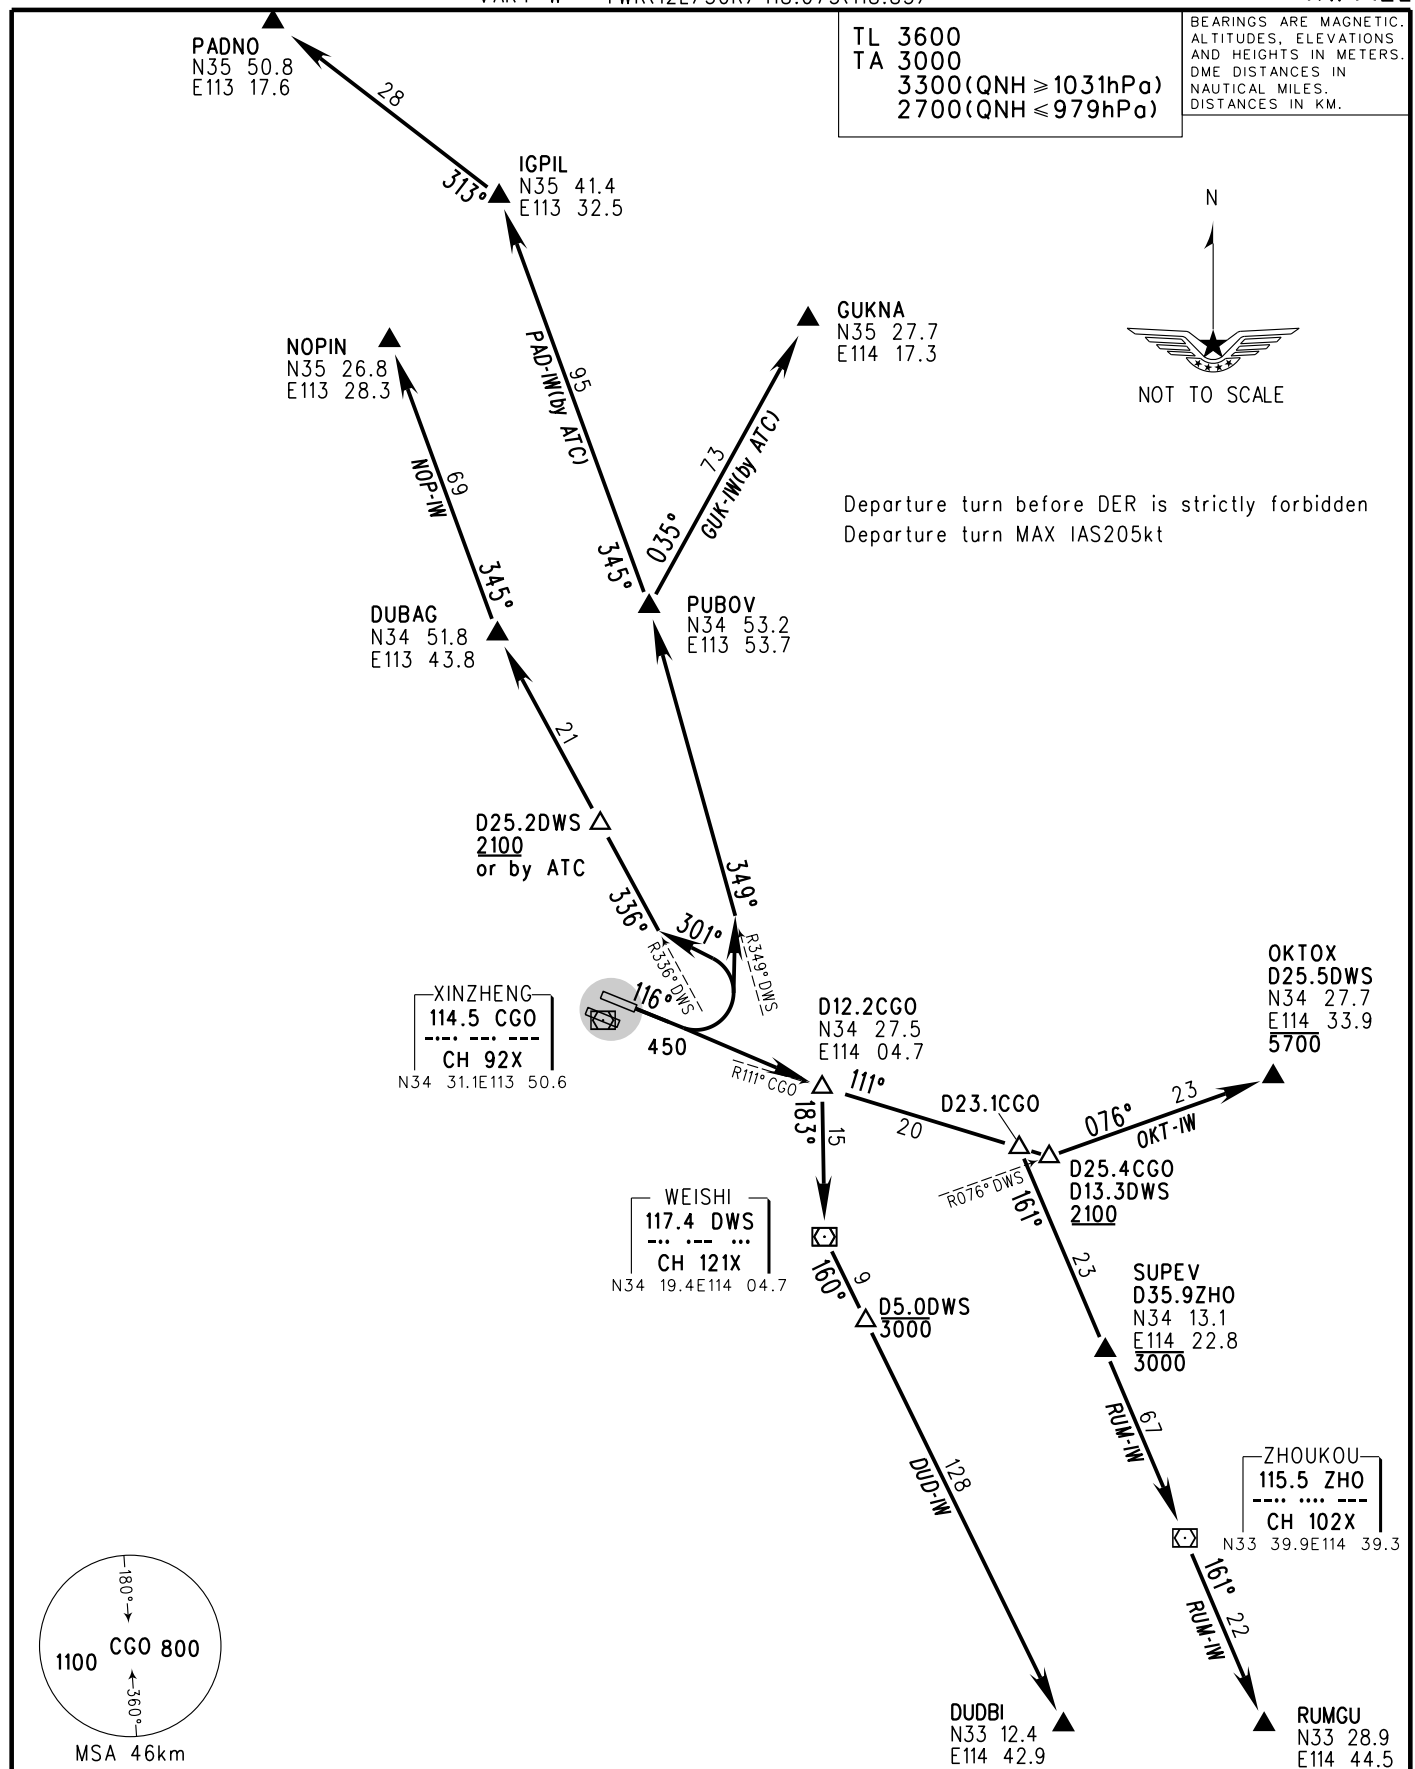 TL 3600
TA 3000
3300(QNH ≥ 1031hPa)
2700(QNH ≤ 979hPa)
BEARINGS ARE MAGNETIC.
ALTITUDES, ELEVATIONS
AND HEIGHTS IN METERS.
DME DISTANCES IN
NAUTICAL MILES.
DISTANCES IN KM.
PADNO
N35 50.8
E113 17.6
28
313°
IGPIL
N35 41.4
E113 32.5
N
NOT TO SCALE
GUKNA
N35 27.7
E114 17.3
NOPIN
N35 26.8
E113 28.3
PAD-IW(by ATC)
95
345°
73
GUK-IW(by ATC)
035°
69
NOP-IW
345°
Departure turn before DER is strictly forbidden
Departure turn MAX IAS205kt
DUBAG
N34 51.8
E113 43.8
PUBOV
N34 53.2
E113 53.7
21
D25.2DWS
2100
or by ATC
336°
301°
349°
R336°DWS
R349°DWS
XINZHENG
114.5 CGO
-·-· --· ---
CH 92X
N34 31.1E113 50.6
116°
450
R111°CGO
D12.2CGO
N34 27.5
E114 04.7
111°
20
183°
15
D23.1CGO
OKTOX
D25.5DWS
N34 27.7
E114 33.9
5700
076°
23
OKT-IW
R076°DWS
D25.4CGO
D13.3DWS
2100
161°
23
WEISHI
117.4 DWS
-·· ·-- ···
CH 121X
N34 19.4E114 04.7
160°
9
D5.0DWS
3000
SUPEV
D35.9ZHO
N34 13.1
E114 22.8
3000
67
RUM-IW
128
DUD-IW
ZHOUKOU
115.5 ZHO
--·· ···· ---
CH 102X
N33 39.9E114 39.3
161°
22
RUM-IW
180°
1100
CGO 800
360°
MSA 46km
DUDBI
N33 12.4
E114 42.9
RUMGU
N33 28.9
E114 44.5